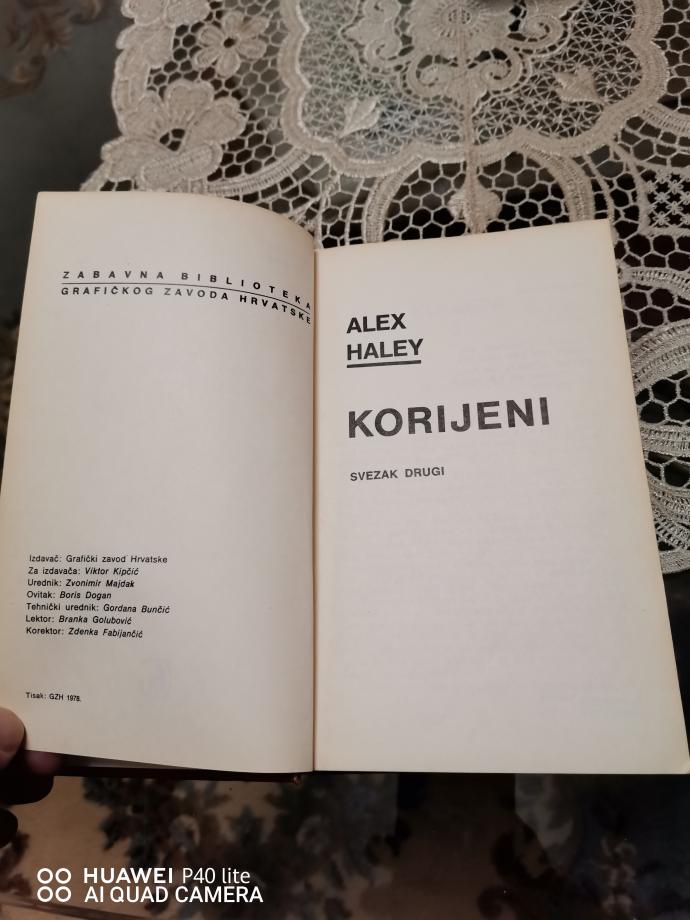 ZABAVNA BIBLIOTEKA
GRAFIČKOG ZAVODA HRVATSKE
Izdavač: Grafički zavod Hrvatske
Za izdavača: Viktor Kipčić
Urednik: Zvonimir Majdak
Ovitak: Boris Dogan
Tehnički urednik: Gordana Bunčić
Lektor: Branka Golubović
Korektor: Zdenka Fabijančić
Tisak: GZH 1978.
ALEX
HALEY
KORIJENI
SVEZAK DRUGI
HUAWEI P40 lite
AI QUAD CAMERA